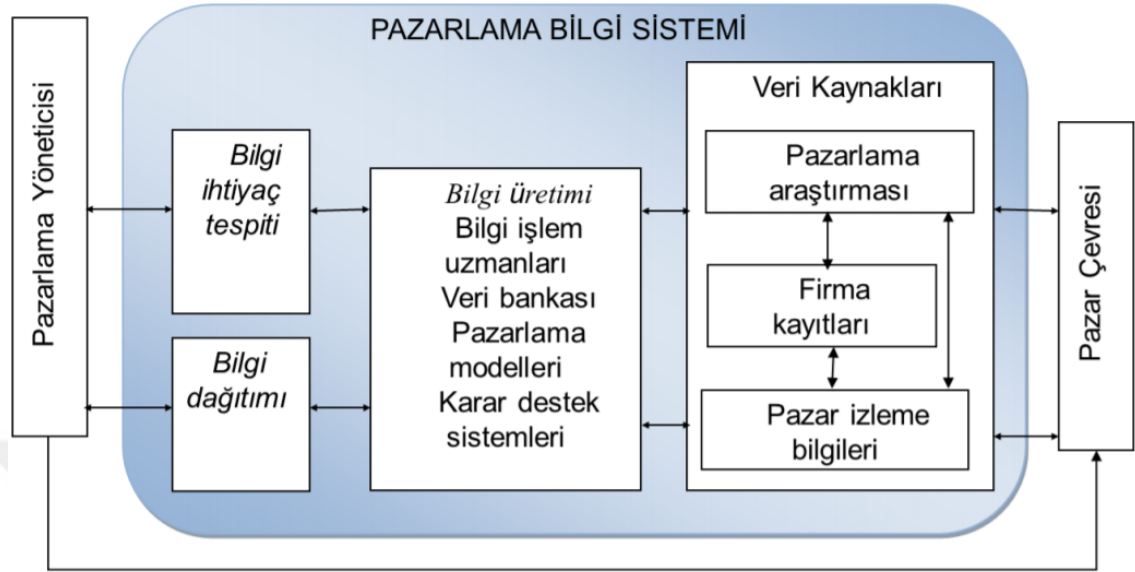 PAZARLAMA BİLGİ SİSTEMİ
Pazarlama Yöneticisi
Bilgi
ihtiyaç
tespiti
Bilgi
dağıtımı
Bilgi üretimi
Bilgi işlem
uzmanları
Veri bankası
Pazarlama
modelleri
Karar destek
sistemleri
Veri Kaynakları
Pazarlama
araştırması
Firma
kayıtları
Pazar izleme
bilgileri
Pazar Çevresi